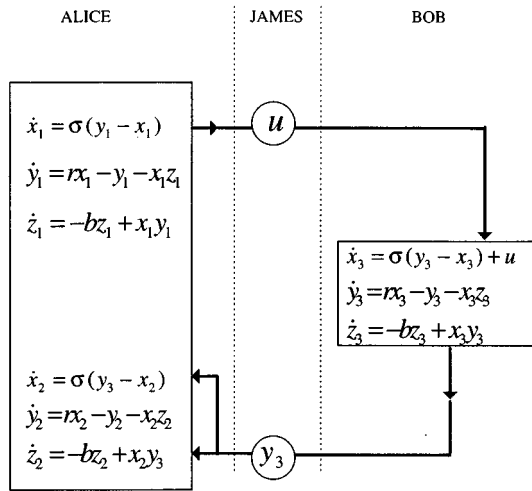 ALICE JAMES BOB
ẋ₁ = σ(y₁ − x₁)
u
ẏ₁ = rx₁ − y₁ − x₁z₁
ż₁ = −bz₁ + x₁y₁
ẋ₃ = σ(y₃ − x₃) + u
ẏ₃ = rx₃ − y₃ − x₃z₃
ż₃ = −bz₃ + x₃y₃
ẋ₂ = σ(y₃ − x₂)
ẏ₂ = rx₂ − y₂ − x₂z₂
ż₂ = −bz₂ + x₂y₃
y₃